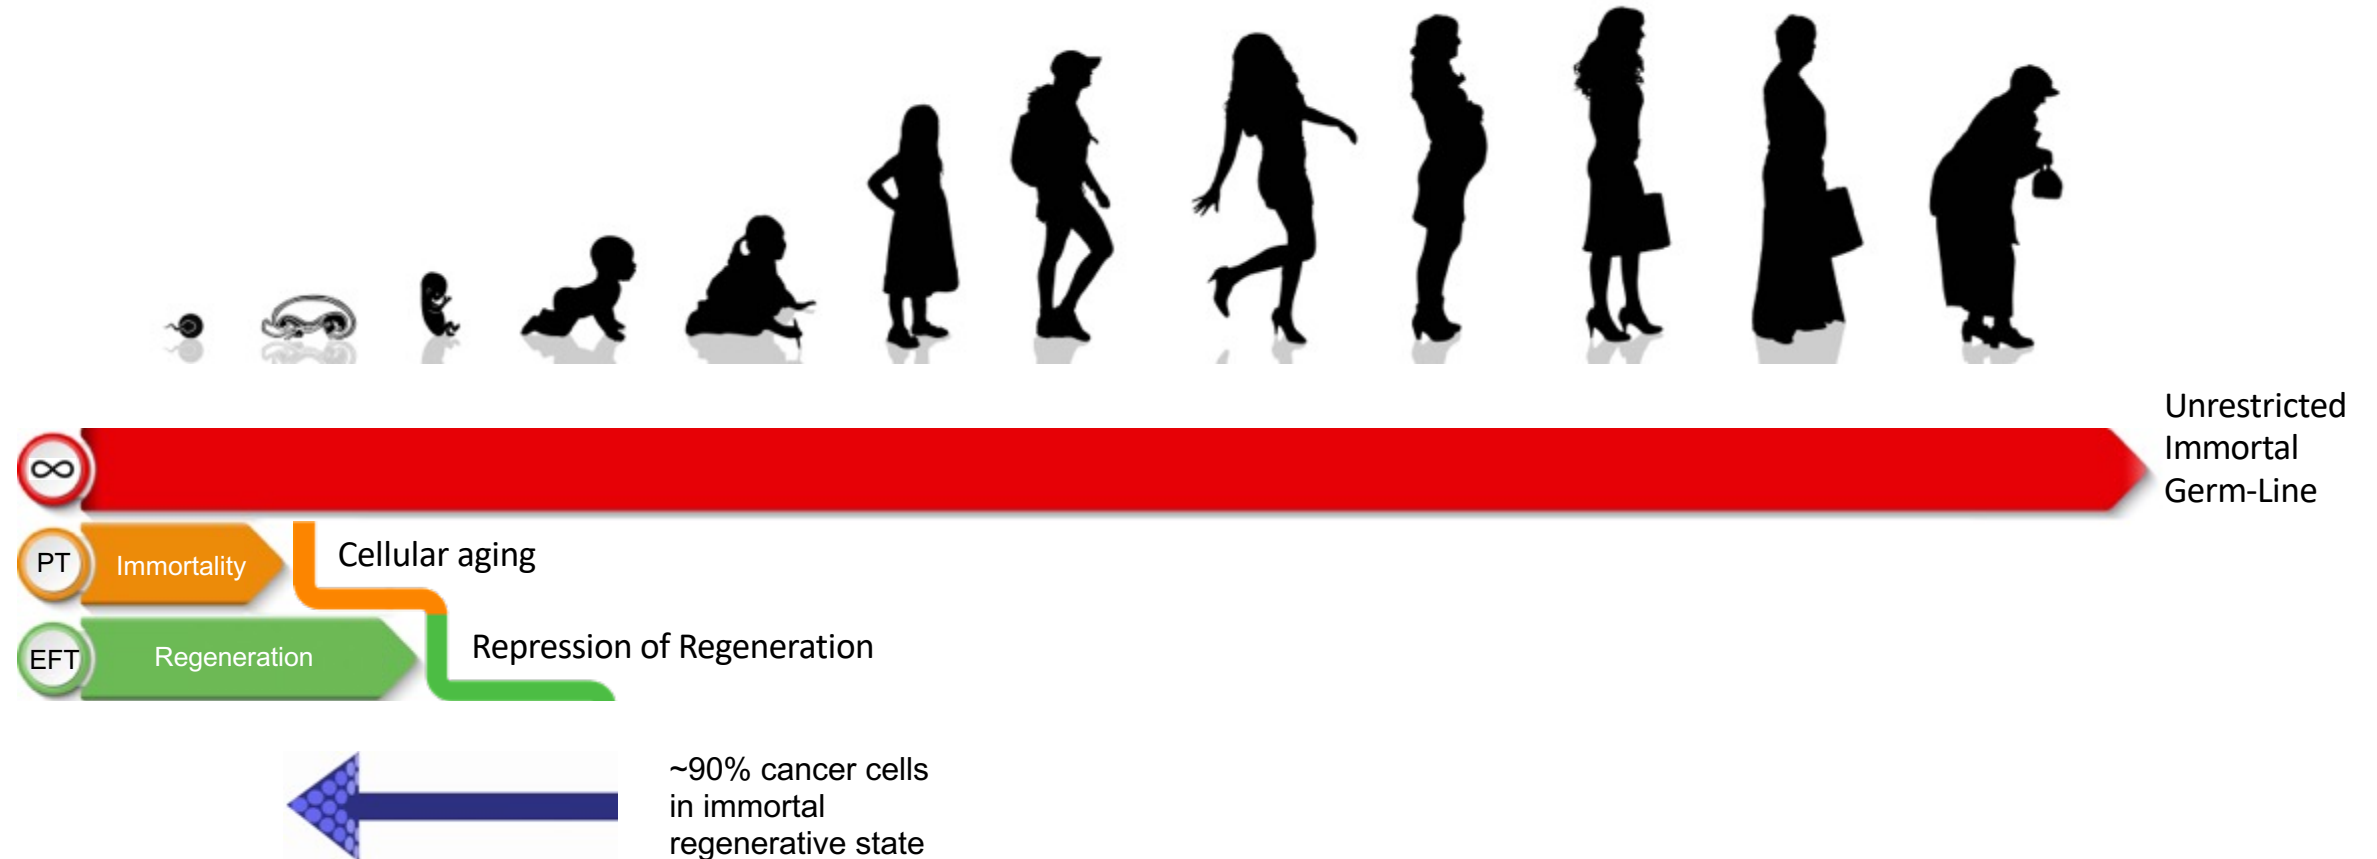 Unrestricted
Immortal
Germ-Line
∞
PT
Immortality
Cellular aging
EFT
Regeneration
Repression of Regeneration
~90% cancer cells
in immortal
regenerative state